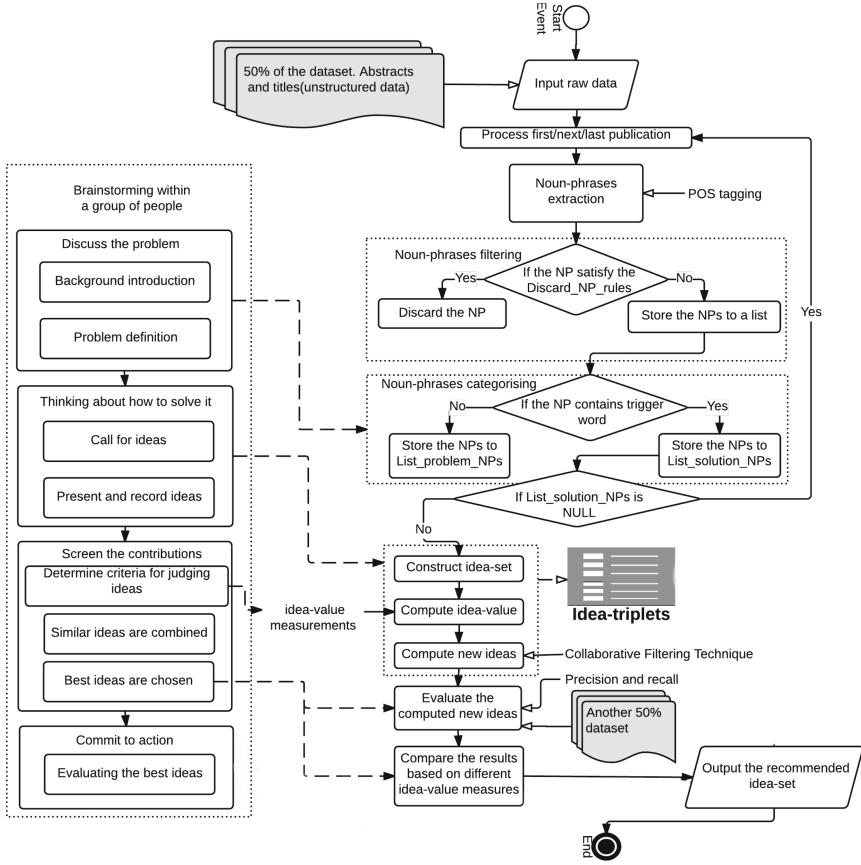 Start
Event
50% of the dataset. Abstracts
and titles(unstructured data)
Input raw data
Process first/next/last publication
Noun-phrases
extraction
POS tagging
Noun-phrases filtering
If the NP satisfy the
Discard_NP_rules
Yes
No
Discard the NP
Store the NPs to a list
Yes
Noun-phrases categorising
If the NP contains trigger
word
No
Yes
Store the NPs to
List_problem_NPs
Store the NPs to
List_solution_NPs
If List_solution_NPs is
NULL
No
Brainstorming within
a group of people
Discuss the problem
Background introduction
Problem definition
Thinking about how to solve it
Call for ideas
Present and record ideas
Screen the contributions
Determine criteria for judging
ideas
Similar ideas are combined
Best ideas are chosen
Commit to action
Evaluating the best ideas
idea-value
measurements
Construct idea-set
Compute idea-value
Compute new ideas
Idea-triplets
Collaborative Filtering Technique
Precision and recall
Evaluate the
computed new ideas
Another 50%
dataset
Compare the results
based on different
idea-value measures
Output the recommended
idea-set
End